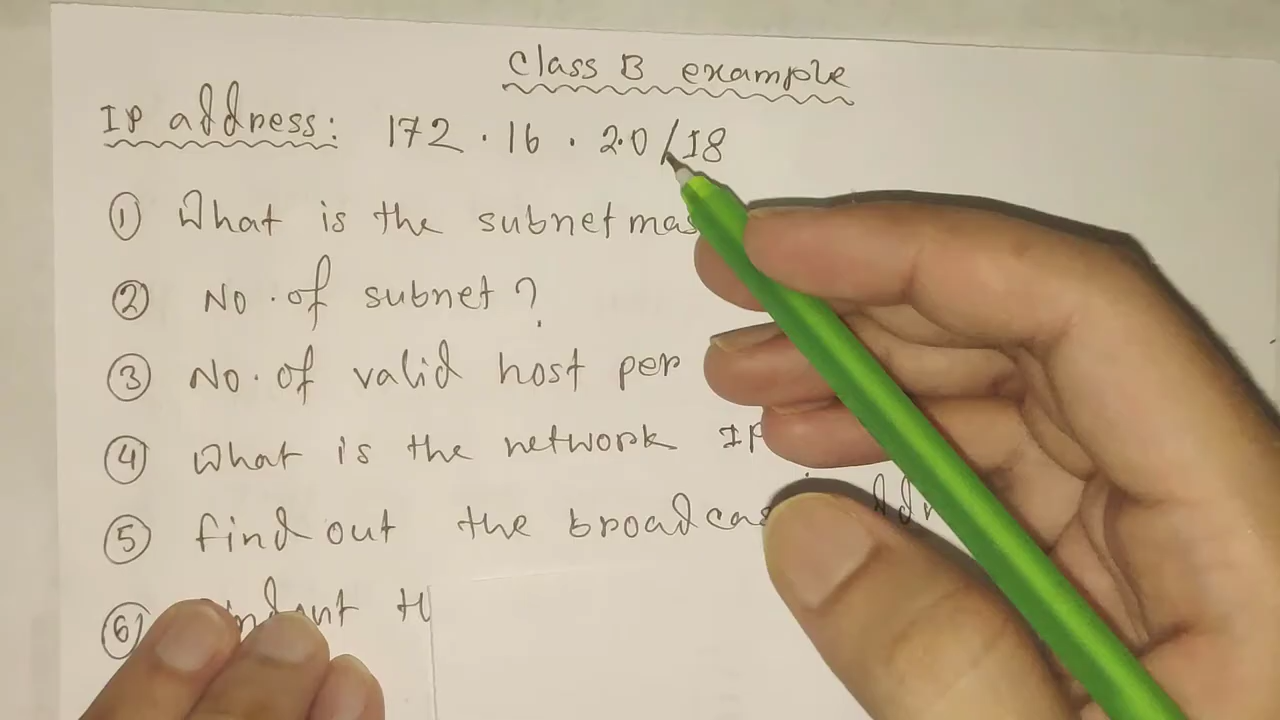 Class B example
IP address: 172.16.2.0/18
① What is the subnet mas
② No. of subnet?
③ No. of valid host per
④ What is the network IP
⑤ find out the broadcas
⑥